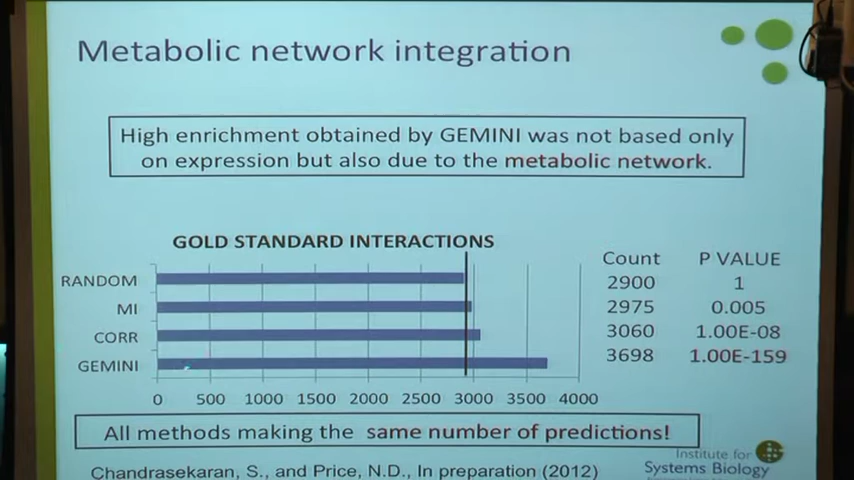 Metabolic network integration
High enrichment obtained by GEMINI was not based only
on expression but also due to the metabolic network.
GOLD STANDARD INTERACTIONS
Count P VALUE
RANDOM 2900 1
MI 2975 0.005
CORR 3060 1.00E-08
GEMINI 3698 1.00E-159
0 500 1000 1500 2000 2500 3000 3500 4000
All methods making the same number of predictions!
Institute for
Systems Biology
Chandrasekaran, S., and Price, N.D., In preparation (2012)